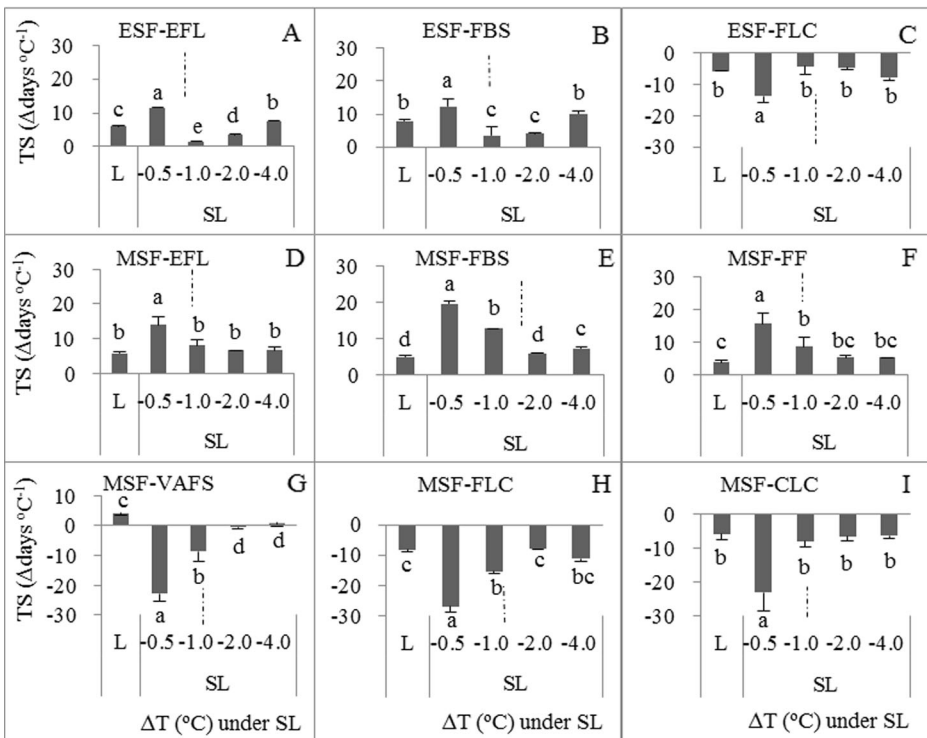 ESF-EFL A
TS (Δdays °C-1)
30
20
10
0
c a e d b
L -0.5 -1.0 -2.0 -4.0
SL
ESF-FBS B
30
20
10
0
b a c c b
L -0.5 -1.0 -2.0 -4.0
SL
ESF-FLC C
0
-10
-20
-30
b a b b b
L -0.5 -1.0 -2.0 -4.0
SL
MSF-EFL D
TS (Δdays °C-1)
30
20
10
0
b a b b b
L -0.5 -1.0 -2.0 -4.0
SL
MSF-FBS E
30
20
10
0
d a b d c
L -0.5 -1.0 -2.0 -4.0
SL
MSF-FF F
30
20
10
0
c a b bc bc
L -0.5 -1.0 -2.0 -4.0
SL
MSF-VAFS G
TS (Δdays °C-1)
10
0
-10
-20
-30
c a b d d
L -0.5 -1.0 -2.0 -4.0
SL
ΔT (°C) under SL
MSF-FLC H
0
-10
-20
-30
c a b c bc
L -0.5 -1.0 -2.0 -4.0
SL
ΔT (°C) under SL
MSF-CLC I
0
-10
-20
-30
b a b b b
L -0.5 -1.0 -2.0 -4.0
SL
ΔT (°C) under SL